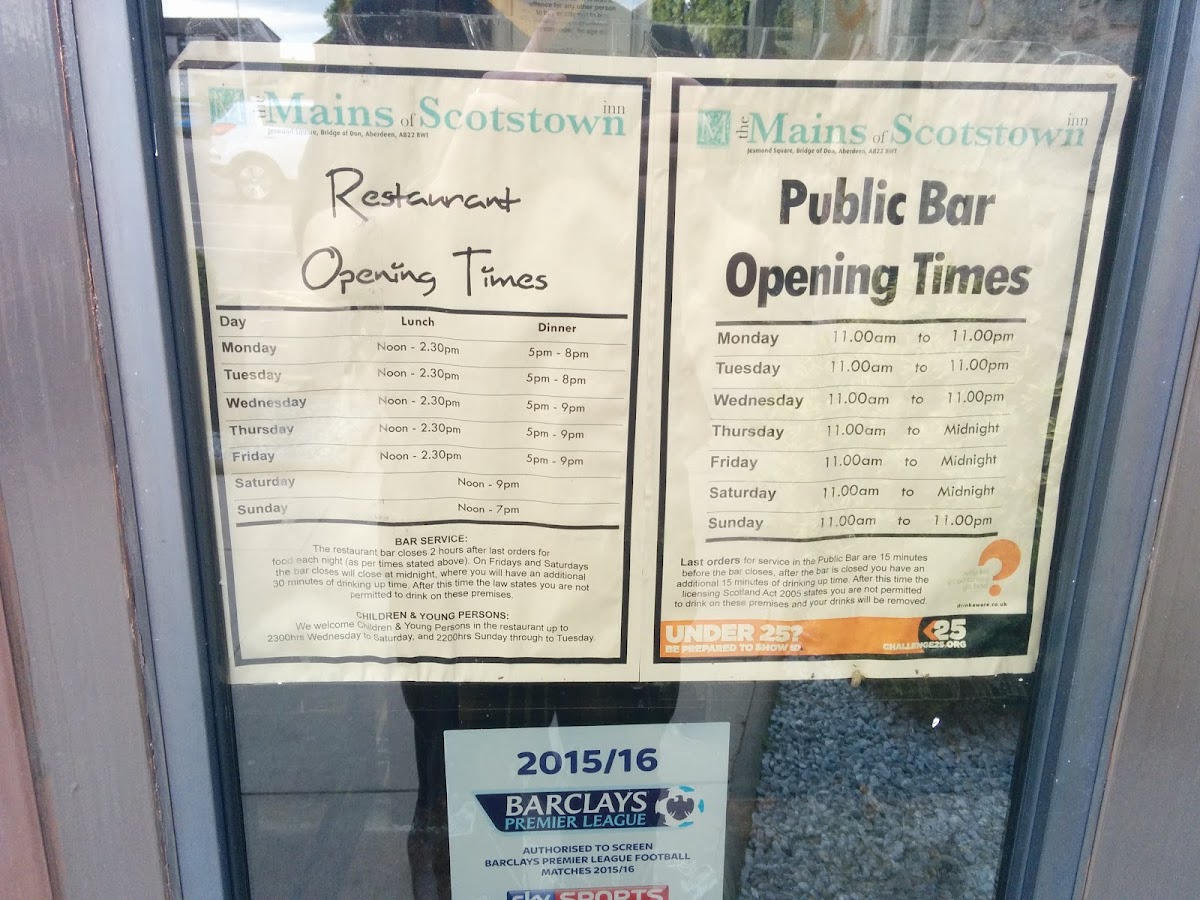 offence for any other person
the Mains of Scotstown inn
Jesmond Square, Bridge of Don, Aberdeen, AB22 8WT
Restaurant
Opening Times
Day Lunch Dinner
Monday Noon - 2.30pm 5pm - 8pm
Tuesday Noon - 2.30pm 5pm - 8pm
Wednesday Noon - 2.30pm 5pm - 9pm
Thursday Noon - 2.30pm 5pm - 9pm
Friday Noon - 2.30pm 5pm - 9pm
Saturday Noon - 9pm
Sunday Noon - 7pm
BAR SERVICE:
The restaurant bar closes 2 hours after last orders for
food each night (as per times stated above). On Fridays and Saturdays
the bar closes will close at midnight, where you will have an additional
30 minutes of drinking up time. After this time the law states you are not
permitted to drink on these premises.
CHILDREN & YOUNG PERSONS:
We welcome Children & Young Persons in the restaurant up to
2300hrs Wednesday to Saturday, and 2200hrs Sunday through to Tuesday.
the Mains of Scotstown inn
Jesmond Square, Bridge of Don, Aberdeen, AB22 8WT
Public Bar
Opening Times
Monday 11.00am to 11.00pm
Tuesday 11.00am to 11.00pm
Wednesday 11.00am to 11.00pm
Thursday 11.00am to Midnight
Friday 11.00am to Midnight
Saturday 11.00am to Midnight
Sunday 11.00am to 11.00pm
Last orders for service in the Public Bar are 15 minutes
before the bar closes, after the bar is closed you have an
additional 15 minutes of drinking up time. After this time the
licensing Scotland Act 2005 states you are not permitted
to drink on these premises and your drinks will be removed.
drinkaware.co.uk
UNDER 25?
BE PREPARED TO SHOW ID
25
CHALLENGE25.ORG
2015/16
BARCLAYS
PREMIER LEAGUE
AUTHORISED TO SCREEN
BARCLAYS PREMIER LEAGUE FOOTBALL
MATCHES 2015/16
sky SPORTS